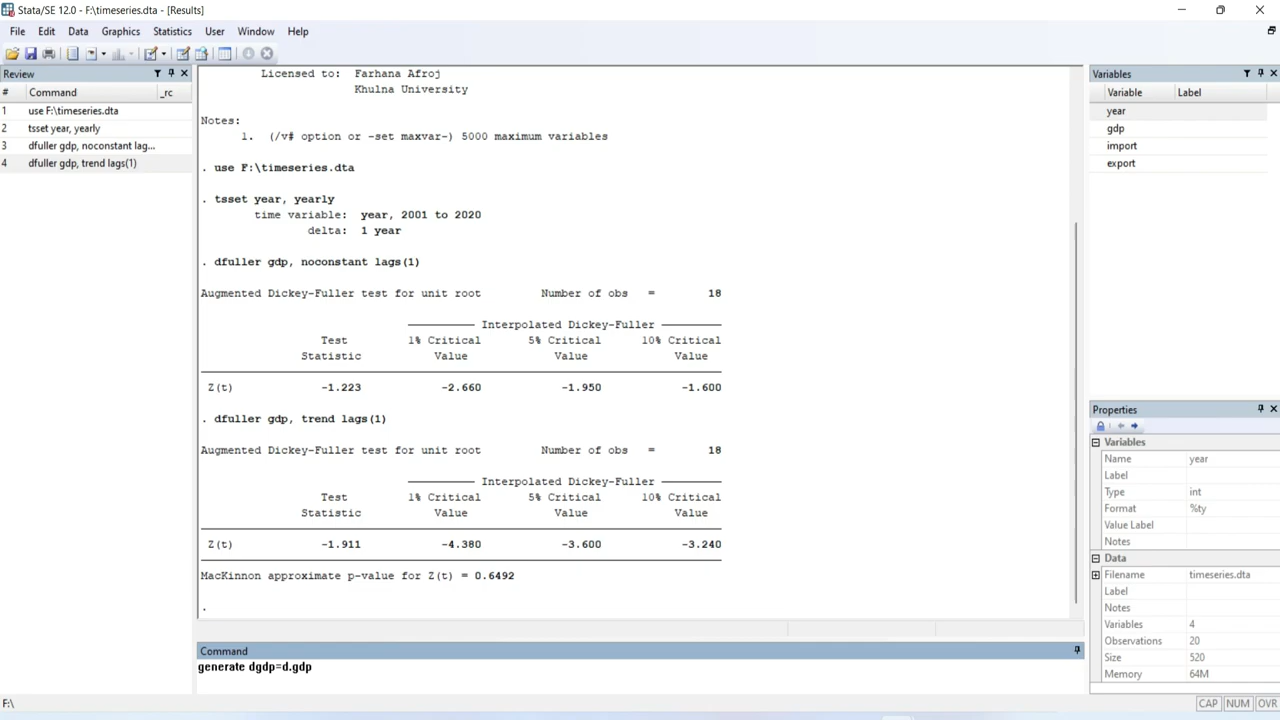 Stata/SE 12.0 - F:\timeseries.dta - [Results]
File Edit Data Graphics Statistics User Window Help
Review
# Command _rc
1 use F:\timeseries.dta
2 tsset year, yearly
3 dfuller gdp, noconstant lag...
4 dfuller gdp, trend lags(1)
Licensed to: Farhana Afroj
Khulna University
Notes:
1. (/v# option or -set maxvar-) 5000 maximum variables
. use F:\timeseries.dta
. tsset year, yearly
time variable: year, 2001 to 2020
delta: 1 year
. dfuller gdp, noconstant lags(1)
Augmented Dickey-Fuller test for unit root Number of obs = 18
Interpolated Dickey-Fuller
Test 1% Critical 5% Critical 10% Critical
Statistic Value Value Value
Z(t) -1.223 -2.660 -1.950 -1.600
. dfuller gdp, trend lags(1)
Augmented Dickey-Fuller test for unit root Number of obs = 18
Interpolated Dickey-Fuller
Test 1% Critical 5% Critical 10% Critical
Statistic Value Value Value
Z(t) -1.911 -4.380 -3.600 -3.240
MacKinnon approximate p-value for Z(t) = 0.6492
.
Command
generate dgdp=d.gdp
Variables
Variable Label
year
gdp
import
export
Properties
Variables
Name year
Label
Type int
Format %ty
Value Label
Notes
Data
Filename timeseries.dta
Label
Notes
Variables 4
Observations 20
Size 520
Memory 64M
F:\
CAP NUM OVR